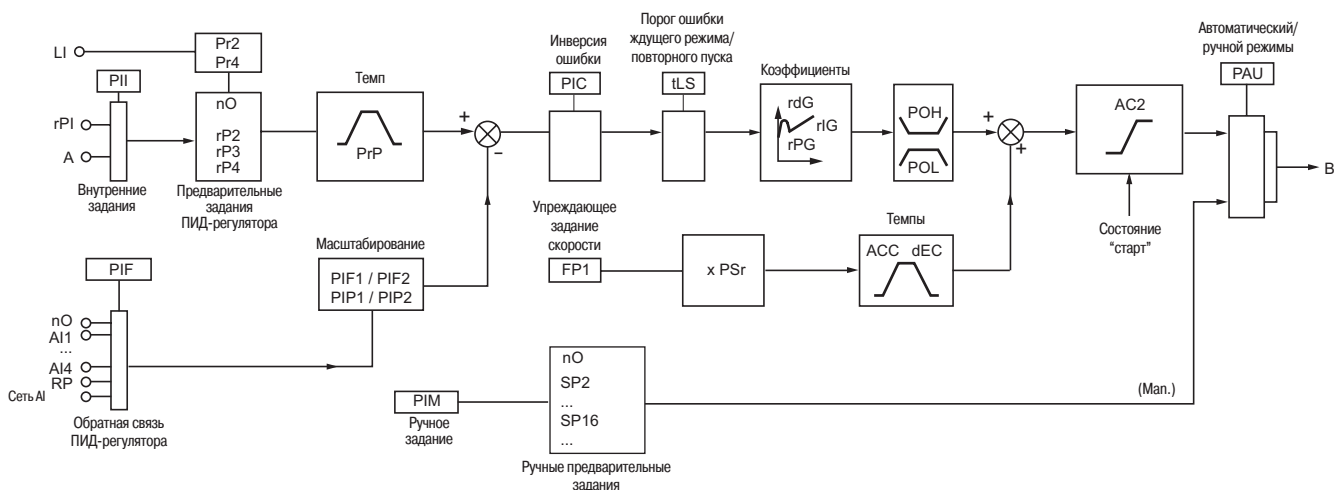 LI
Pr2
Pr4
PII
rPI
A
Внутренние
задания
nO
rP2
rP3
rP4
Предварительные
задания
ПИД-регулятора
Темп
PrP
+
-
Инверсия
ошибки
PIC
Порог ошибки
ждущего режима/
повторного пуска
tLS
Коэффициенты
rdG
rIG
rPG
POH
POL
+
+
AC2
Состояние
"старт"
Автоматический/
ручной режимы
PAU
B
Упреждающее
задание
скорости
FP1
x PSr
Темпы
ACC dEC
Масштабирование
PIF1 / PIF2
PIP1 / PIP2
PIF
nO
AI1
...
AI4
RP
Сеть AI
Обратная связь
ПИД-регулятора
PIM
Ручное
задание
nO
SP2
...
SP16
...
Ручные предварительные
задания
(Man.)